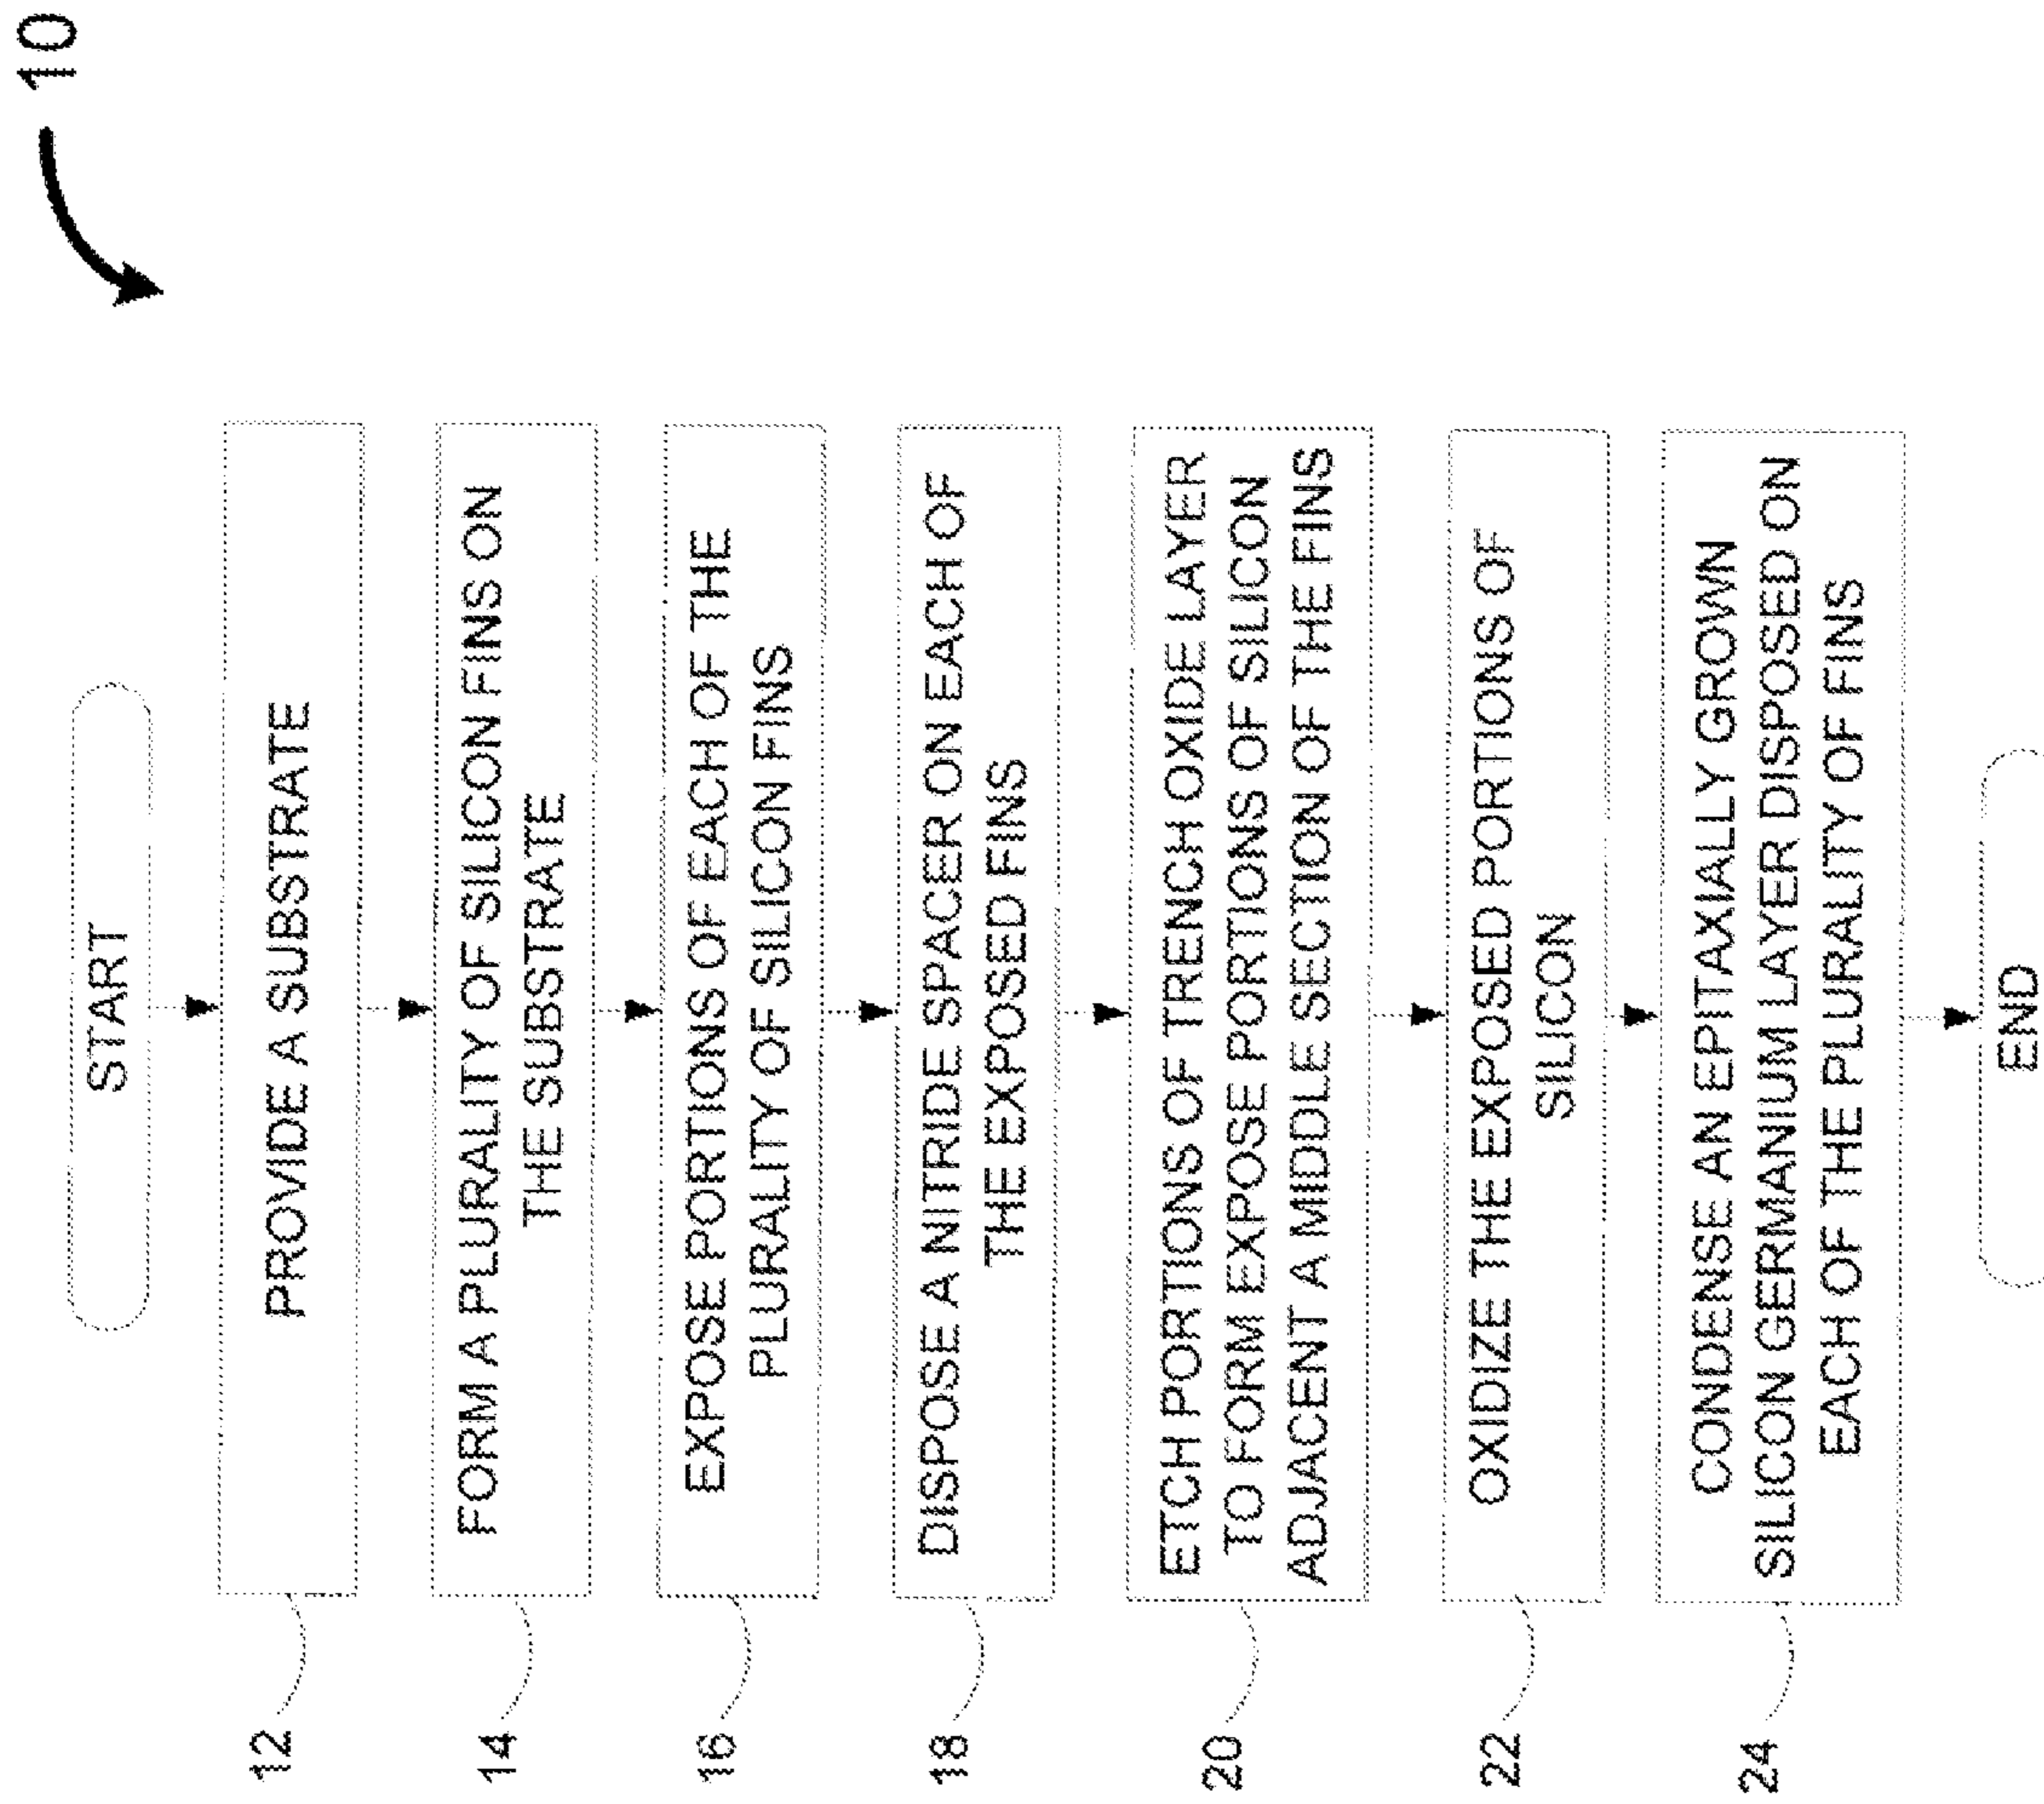 10
START
12
PROVIDE A SUBSTRATE
14
FORM A PLURALITY OF SILICON FINS ON
THE SUBSTRATE
16
EXPOSE PORTIONS OF EACH OF THE
PLURALITY OF SILICON FINS
18
DISPOSE A NITRIDE SPACER ON EACH OF
THE EXPOSED FINS
20
ETCH PORTIONS OF TRENCH OXIDE LAYER
TO FORM EXPOSE PORTIONS OF SILICON
ADJACENT A MIDDLE SECTION OF THE FINS
22
OXIDIZE THE EXPOSED PORTIONS OF
SILICON
24
CONDENSE AN EPITAXIALLY GROWN
SILICON GERMANIUM LAYER DISPOSED ON
EACH OF THE PLURALITY OF FINS
END